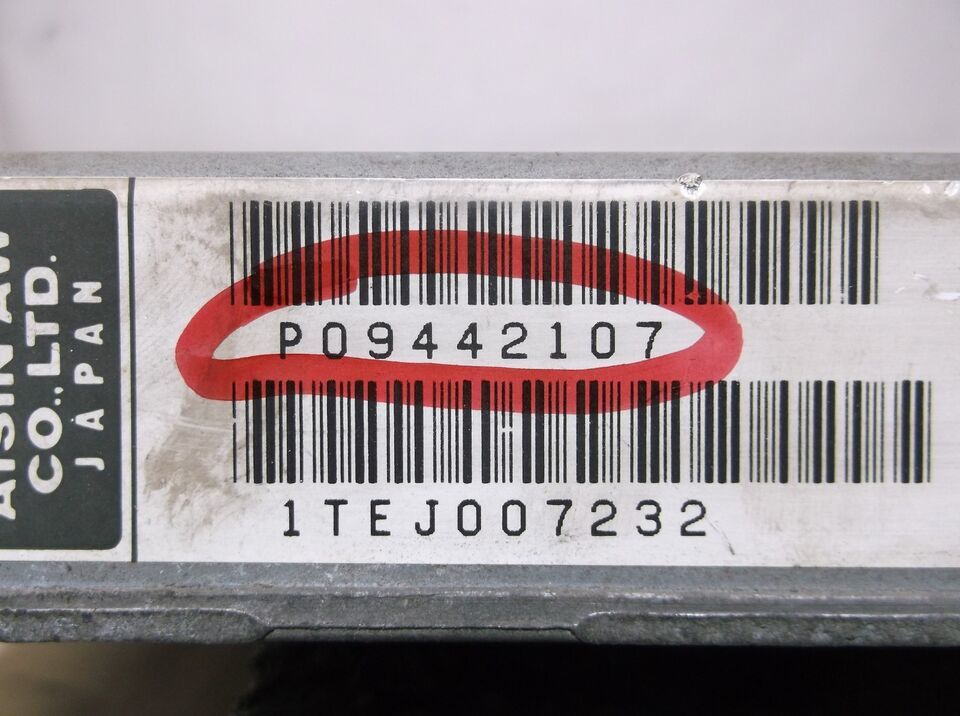 AISIN AW
CO.,LTD.
JAPAN
P09442107
1TEJ007232